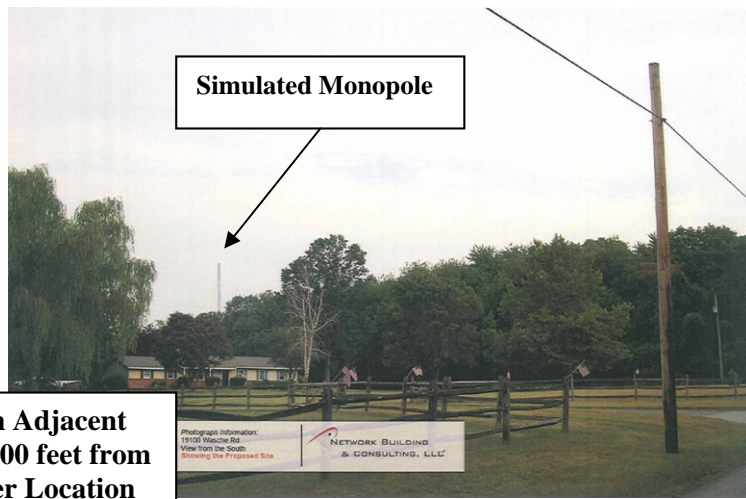 Simulated Monopole
Adjacent
00 feet from
Location
Photograph Information:
19100 Wasche Rd
View from the South
Showing the Proposed Site
NETWORK BUILDING
& CONSULTING, LLC